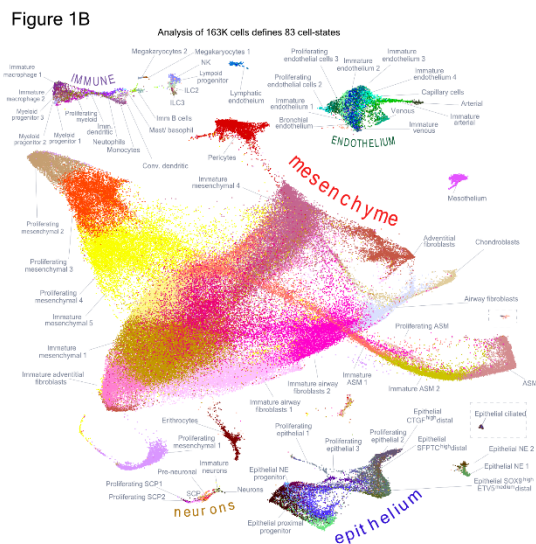 Figure 1B
Analysis of 163K cells defines 83 cell-states
Megakaryocytes 2
Megakaryocytes 1
NK
Lymploid
progenitor
ILC2
ILC3
Immature
macrophage 1
IMMUNE
Immature
macrophage 2
Myeloid
progenitor 3
Myeloid
progenitor 2
Myeloid
progenitor 1
Proliferating
myeloid
Imm.
dendritic
Neutophils
Monocytes
Conv. dendritic
Imm B cells
Mast/ basophil
Lymphatic
endothelium
Proliferating
endothelial cells 3
Immature
endothelium 2
Immature
endothelium 3
Immature
endothelium 4
Proliferating
endothelial cells 2
Capillary cells
Immature
endothelium 1
Arterial
Bronchial
endothelium
Venous
Immature
arterial
Immature
venous
ENDOTHELIUM
Pericytes
Immature
mesenchymal 4
mesenchyme
Mesothelium
Proliferating
mesenchymal 2
Proliferating
mesenchymal 3
Proliferating
mesenchymal 4
Immature
mesenchymal 5
Immature
mesenchymal 1
Immature adventitial
fibroblasts
Adventitial
fibroblasts
Chondroblasts
Airway fibroblasts
Proliferating ASM
ASM
Immature
ASM 1
Immature ASM 2
Immature airway
fibroblasts 2
Immature airway
fibroblasts 1
Erthrocytes
Proliferating
mesenchymal 1
Immature
neurons
Pre-neuronal
Proliferating SCP1
Proliferating SCP2
SCP
Neurons
neurons
Proliferating
epithelial 1
Proliferating
epithelial 3
Proliferating
epithelial 2
Epithelial
CTGFhigh distal
Epithelial
SFPTChigh distal
Epithelial ciliated
Epithelial NE 2
Epithelial NE 1
Epithelial SOX9high
ETV5modern distal
Epithelial NE
progenitor
Epithelial proximal
progenitor
epithelium